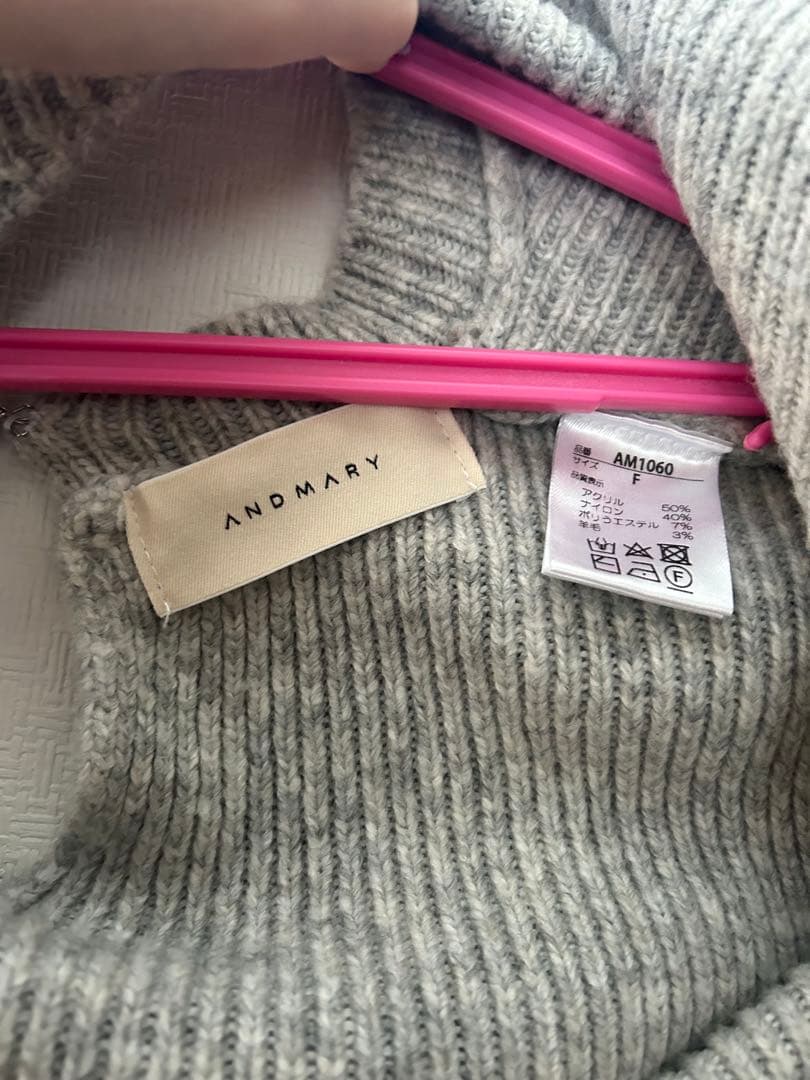 ANDMARY
品番 AM1060
サイズ F
品質表示
アクリル 50%
ナイロン 40%
ポリウエステル 7%
羊毛 3%
F